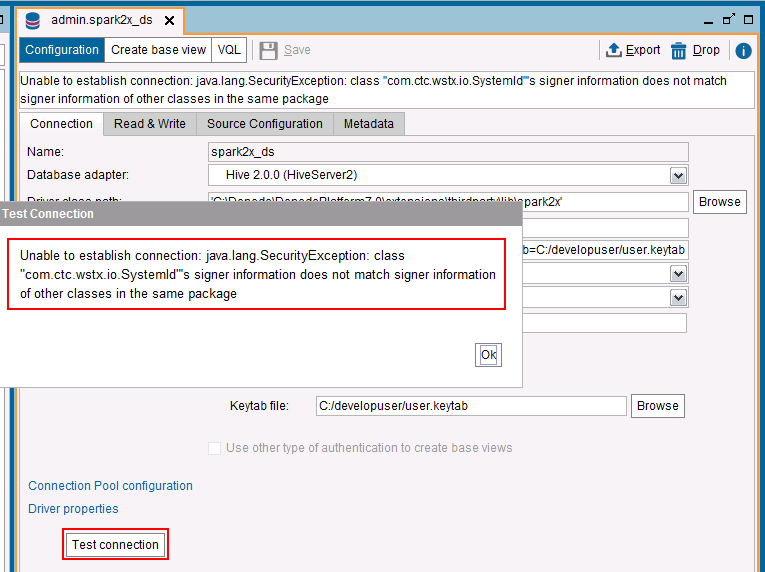 admin.spark2x_ds
Configuration Create base view VQL Save Export Drop
Unable to establish connection: java.lang.SecurityException: class "com.ctc.wstx.io.SystemId"'s signer information does not match
signer information of other classes in the same package
Connection Read & Write Source Configuration Metadata
Name: spark2x_ds
Database adapter: Hive 2.0.0 (HiveServer2)
Driver class path: 'C:\Denodo\DenodoPlatform7.0\extensions\thirdparty\lib\spark2x' Browse
Test Connection
b=C:/developuser/user.keytab
Unable to establish connection: java.lang.SecurityException: class
"com.ctc.wstx.io.SystemId"'s signer information does not match signer information
of other classes in the same package
Ok
Keytab file: C:/developuser/user.keytab Browse
Use other type of authentication to create base views
Connection Pool configuration
Driver properties
Test connection